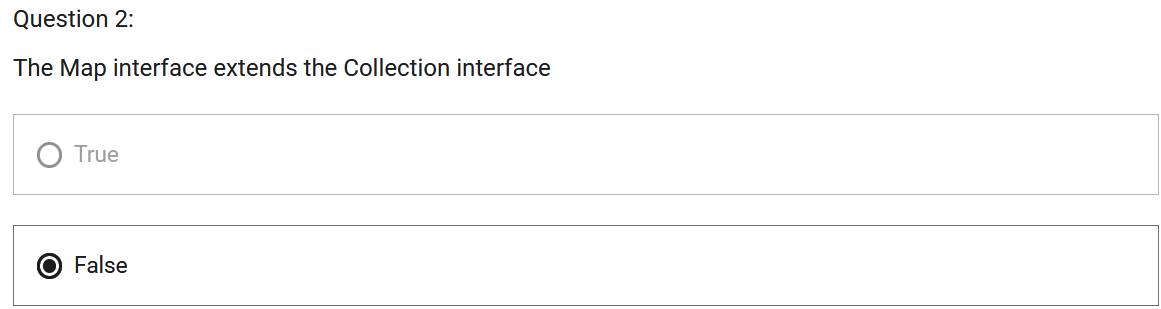 Question 2:
The Map interface extends the Collection interface
True
False